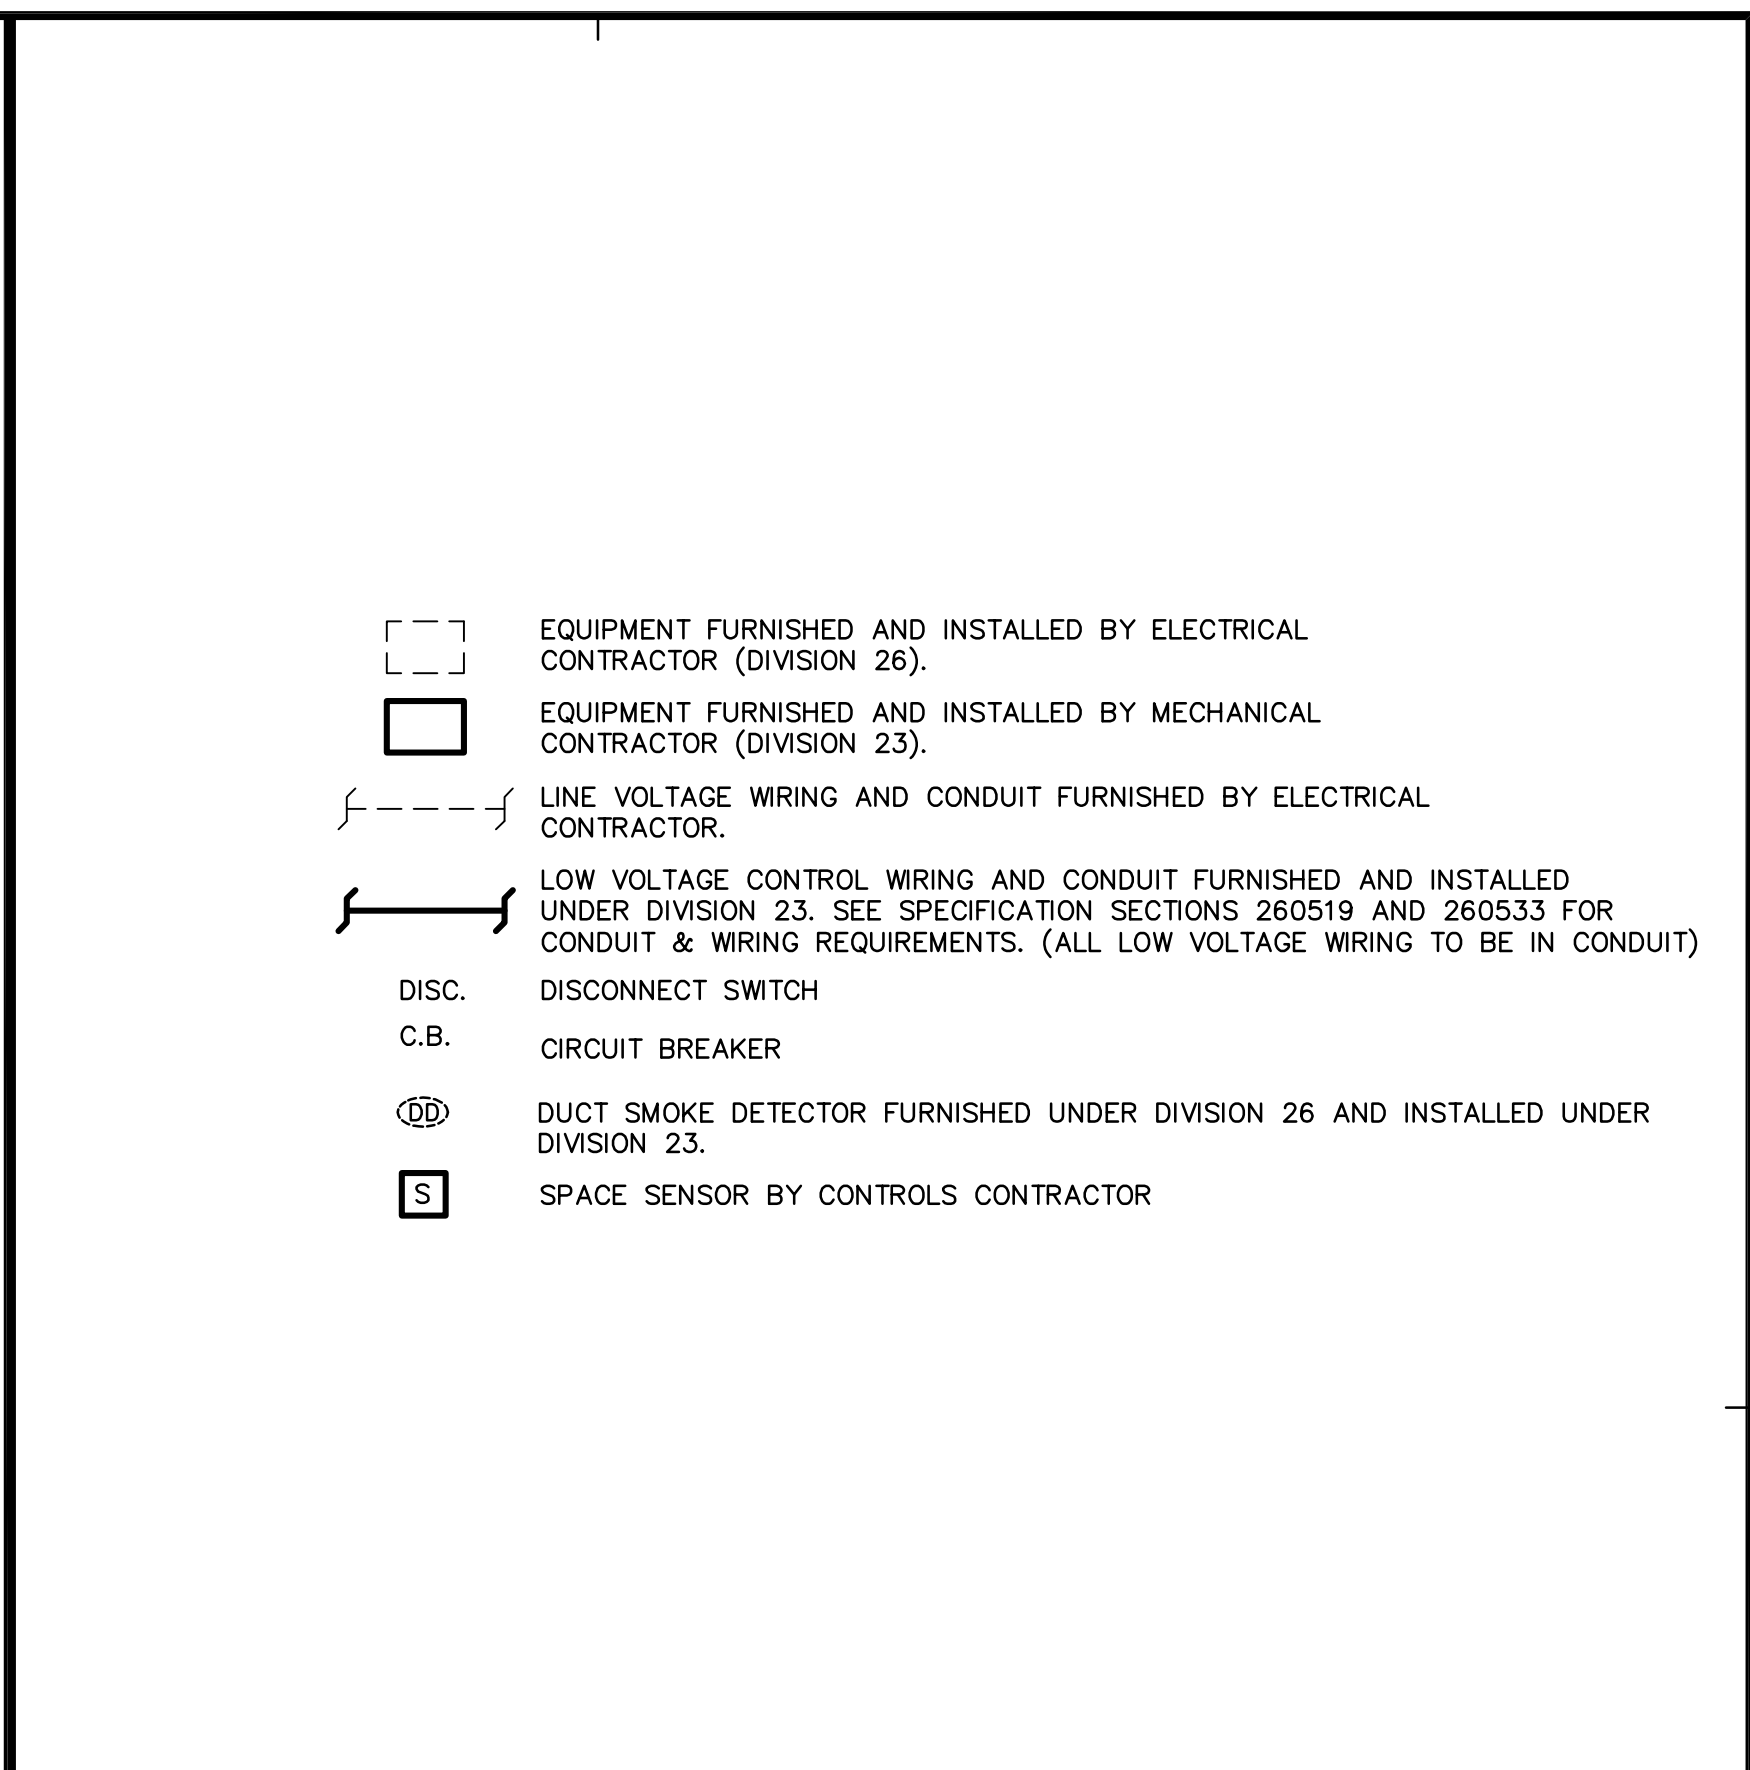 EQUIPMENT FURNISHED AND INSTALLED BY ELECTRICAL
CONTRACTOR (DIVISION 26).
EQUIPMENT FURNISHED AND INSTALLED BY MECHANICAL
CONTRACTOR (DIVISION 23).
LINE VOLTAGE WIRING AND CONDUIT FURNISHED BY ELECTRICAL
CONTRACTOR.
LOW VOLTAGE CONTROL WIRING AND CONDUIT FURNISHED AND INSTALLED
UNDER DIVISION 23. SEE SPECIFICATION SECTIONS 260519 AND 260533 FOR
CONDUIT & WIRING REQUIREMENTS. (ALL LOW VOLTAGE WIRING TO BE IN CONDUIT)
DISC. DISCONNECT SWITCH
C.B. CIRCUIT BREAKER
DD DUCT SMOKE DETECTOR FURNISHED UNDER DIVISION 26 AND INSTALLED UNDER
DIVISION 23.
S SPACE SENSOR BY CONTROLS CONTRACTOR